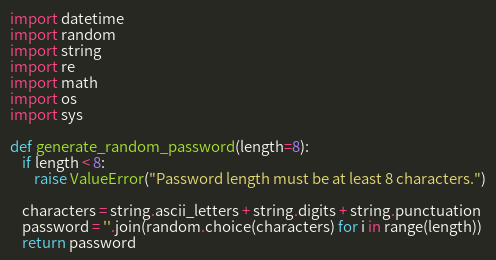 import datetime
import random
import string
import re
import math
import os
import sys

def generate_random_password(length=8):
    if length < 8:
        raise ValueError("Password length must be at least 8 characters.")

    characters = string.ascii_letters + string.digits + string.punctuation
    password = ''.join(random.choice(characters) for i in range(length))
    return password